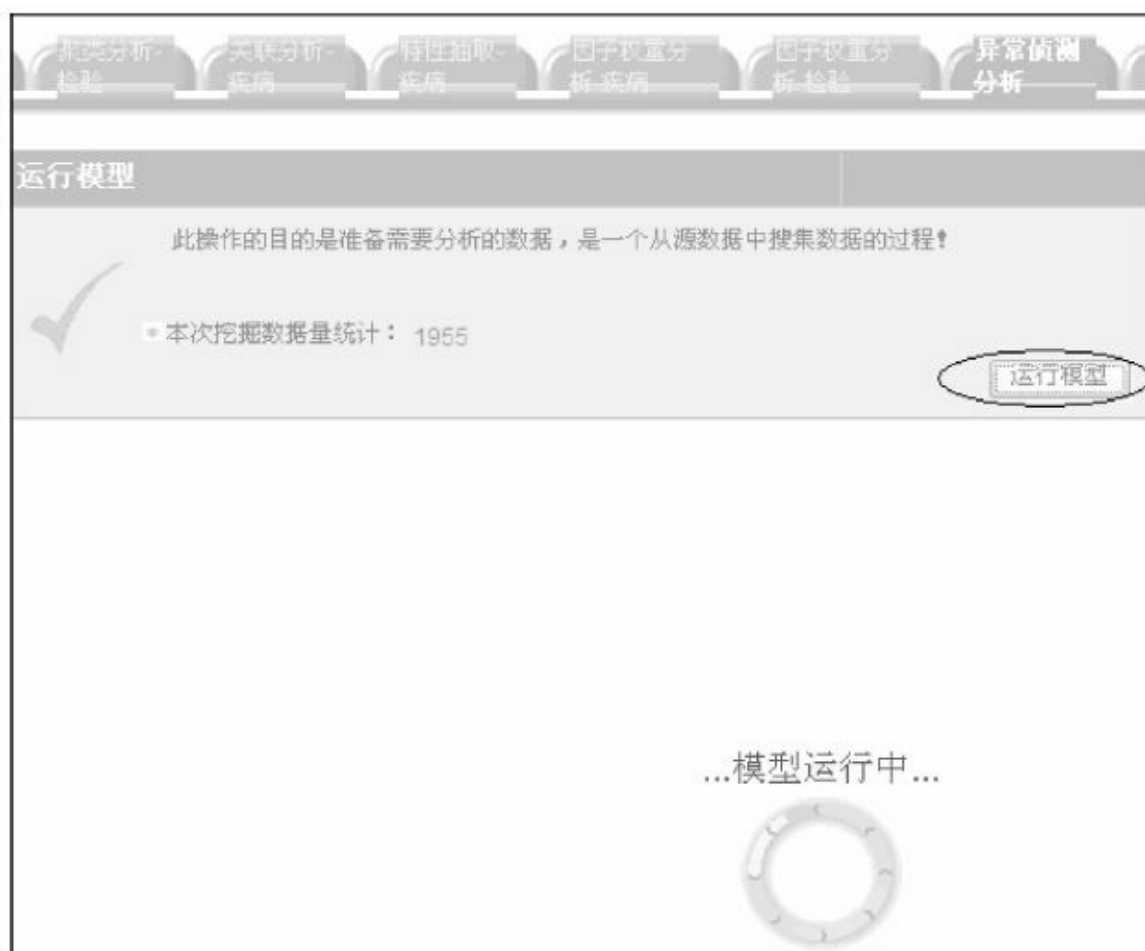 聚类分析-
检验
关联分析-
疾病
特性抽取-
疾病
因子权重分
析-疾病
因子权重分
析-检验
异常侦测
分析
运行模型
此操作的目的是准备需要分析的数据，是一个从源数据中搜集数据的过程！
本次挖掘数据量统计： 1955
运行模型
...模型运行中...